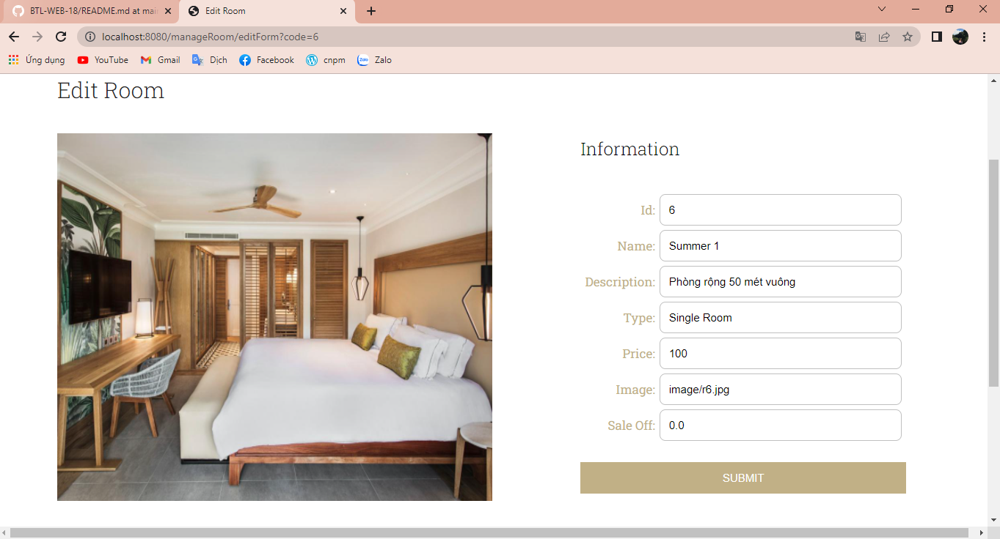 BTL-WEB-18/README.md at mai
Edit Room
localhost:8080/manageRoom/editForm?code=6
Ứng dụng
YouTube
Gmail
Dịch
Facebook
cnpm
Zalo
Zalo
Edit Room
Information
Id: 6
Name: Summer 1
Description: Phòng rộng 50 mét vuông
Type: Single Room
Price: 100
Image: image/r6.jpg
Sale Off: 0.0
SUBMIT